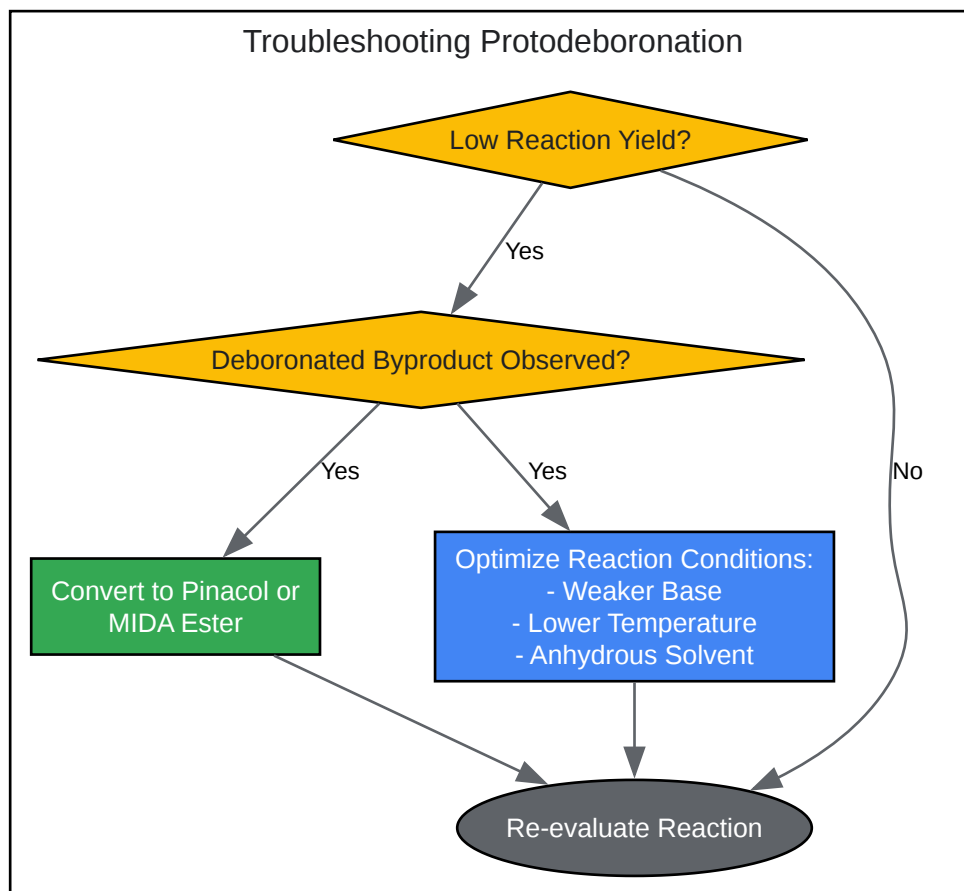 Troubleshooting Protodeboronation
Low Reaction Yield?
Yes
Deboronated Byproduct Observed?
Yes
Yes
No
Convert to Pinacol or
MIDA Ester
Optimize Reaction Conditions:
- Weaker Base
- Lower Temperature
- Anhydrous Solvent
Re-evaluate Reaction